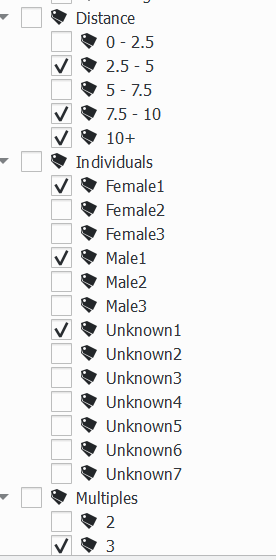 Distance
0 - 2.5
2.5 - 5
5 - 7.5
7.5 - 10
10+
Individuals
Female1
Female2
Female3
Male1
Male2
Male3
Unknown1
Unknown2
Unknown3
Unknown4
Unknown5
Unknown6
Unknown7
Multiples
2
3